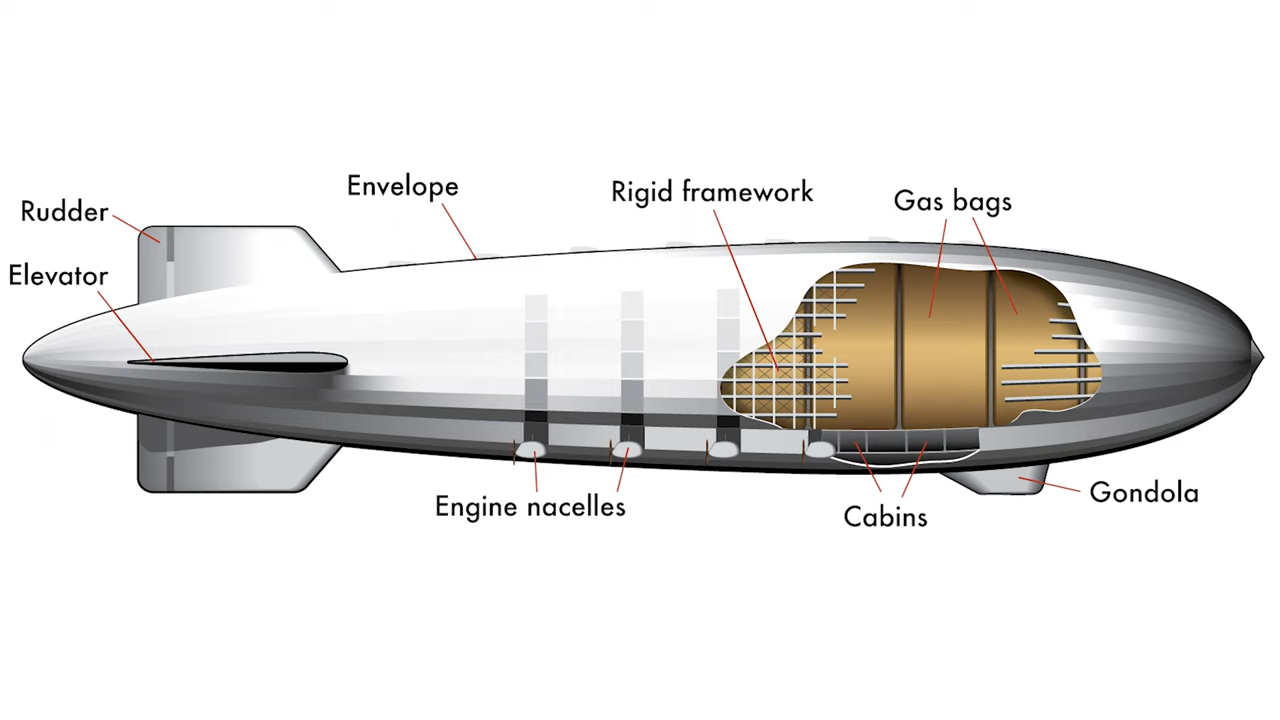 Envelope
Rigid framework
Gas bags
Rudder
Elevator
Engine nacelles
Cabins
Gondola